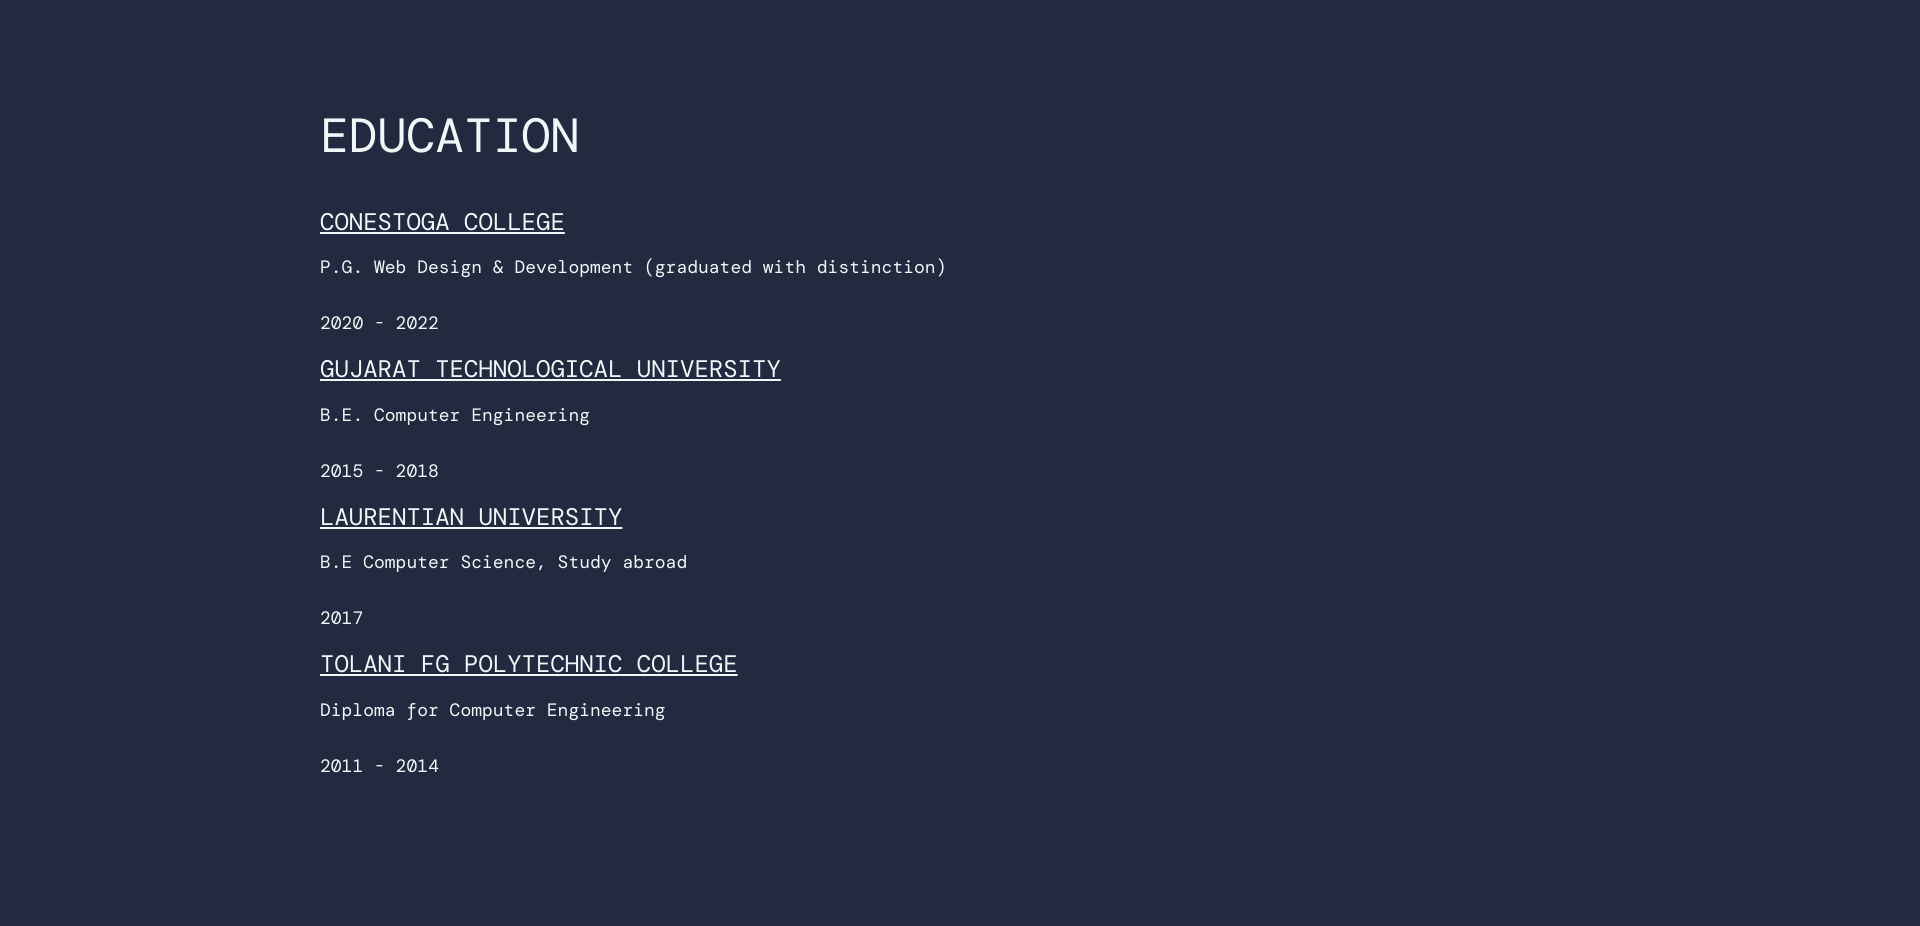 EDUCATION
CONESTOGA COLLEGE
P.G. Web Design & Development (graduated with distinction)
2020 - 2022
GUJARAT TECHNOLOGICAL UNIVERSITY
B.E. Computer Engineering
2015 - 2018
LAURENTIAN UNIVERSITY
B.E Computer Science, Study abroad
2017
TOLANI FG POLYTECHNIC COLLEGE
Diploma for Computer Engineering
2011 - 2014